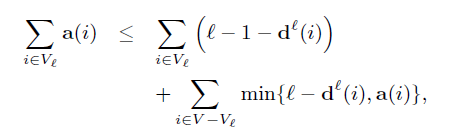 ∑_{i∈V_ℓ} a(i) ≤ ∑_{i∈V_ℓ} (ℓ − 1 − d^ℓ(i))
+ ∑_{i∈V−V_ℓ} min{ℓ − d^ℓ(i), a(i)},